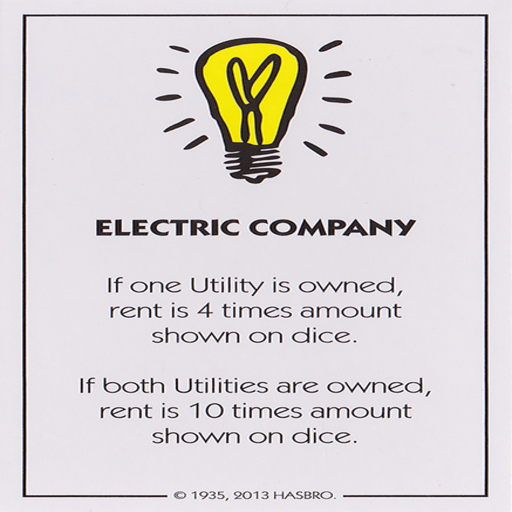 ELECTRIC COMPANY
If one Utility is owned,
rent is 4 times amount
shown on dice.
If both Utilities are owned,
rent is 10 times amount
shown on dice.
© 1935, 2013 HASBRO.